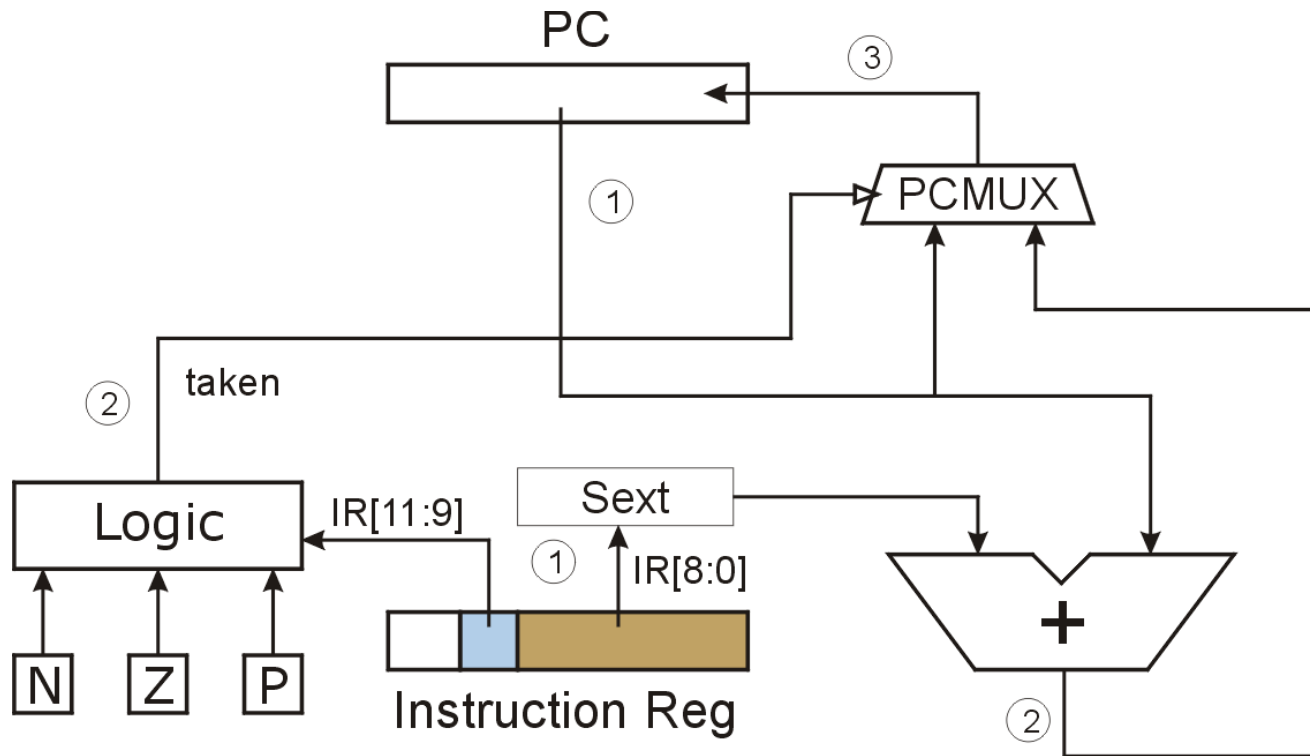 PC
③
①
PCMUX
②
taken
Logic
IR[11:9]
Sext
①
IR[8:0]
N
Z
P
+
Instruction Reg
②